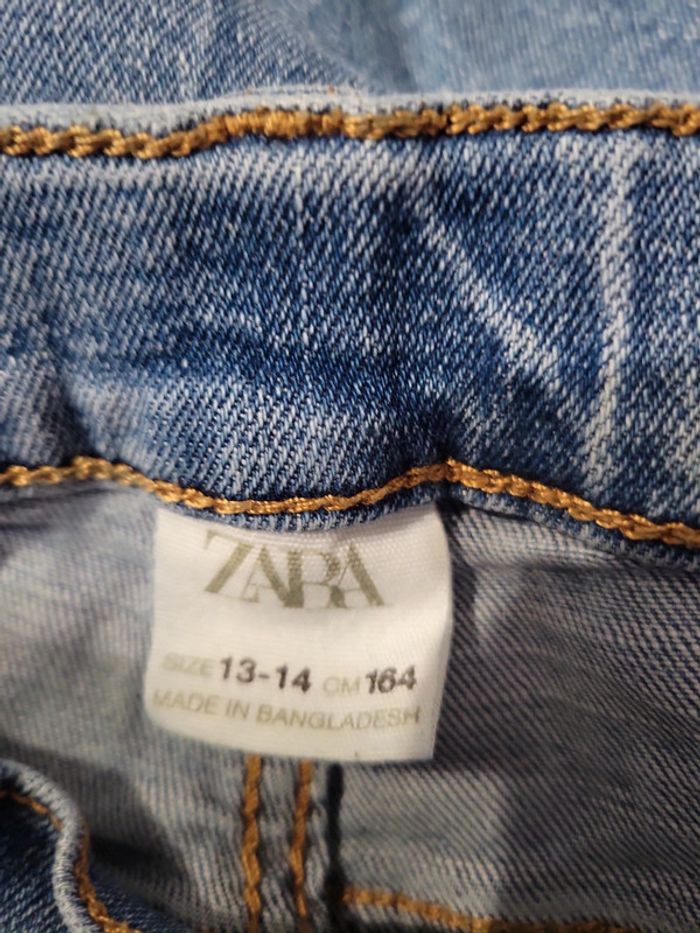 ZARA
SIZE 13-14 CM 164
MADE IN BANGLADESH